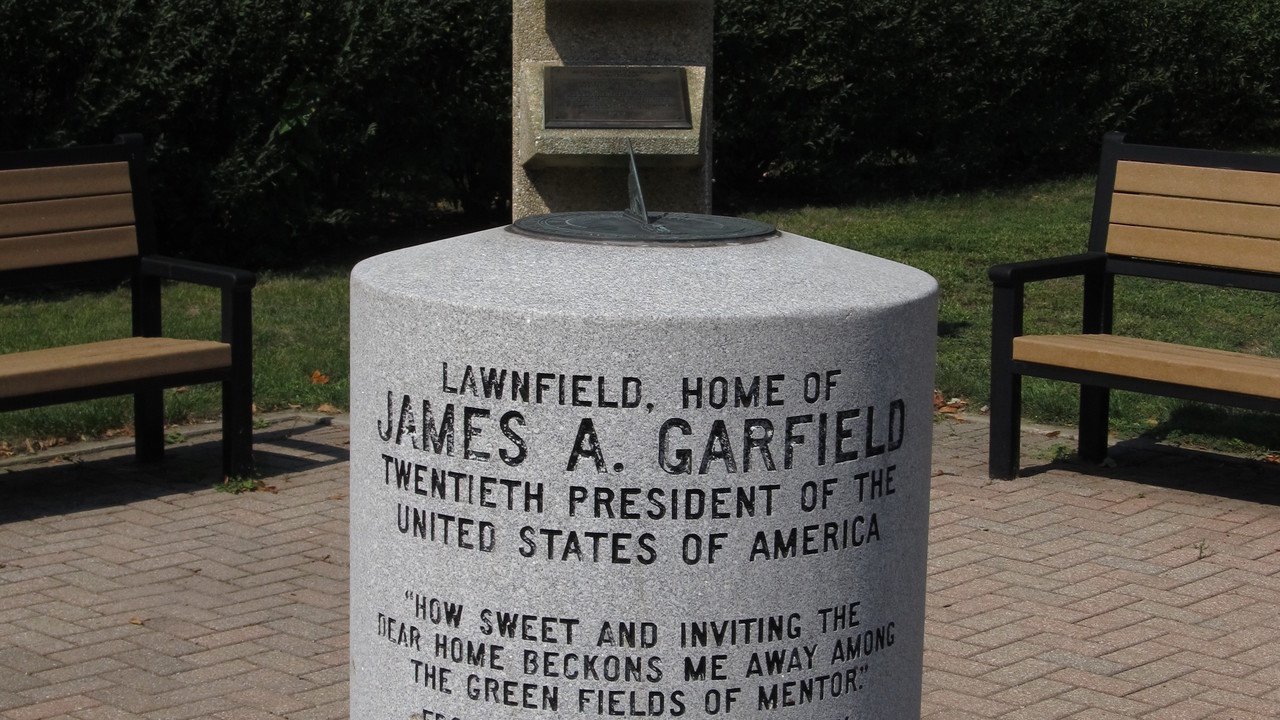 LAWNFIELD, HOME OF
JAMES A. GARFIELD
TWENTIETH PRESIDENT OF THE
UNITED STATES OF AMERICA
“HOW SWEET AND INVITING THE
DEAR HOME BECKONS ME AWAY AMONG
THE GREEN FIELDS OF MENTOR.”